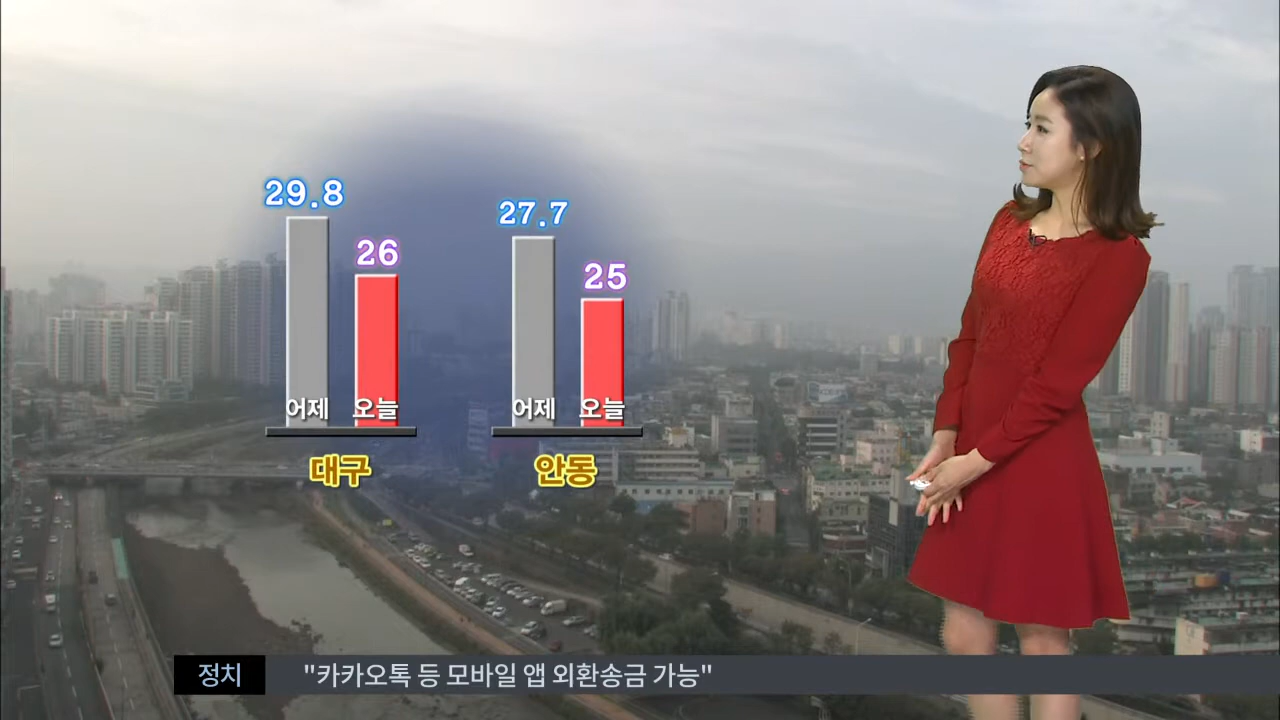 29.8
26
어제
오늘
대구
27.7
25
어제
오늘
안동
정치
"카카오톡 등 모바일 앱 외환송금 가능"